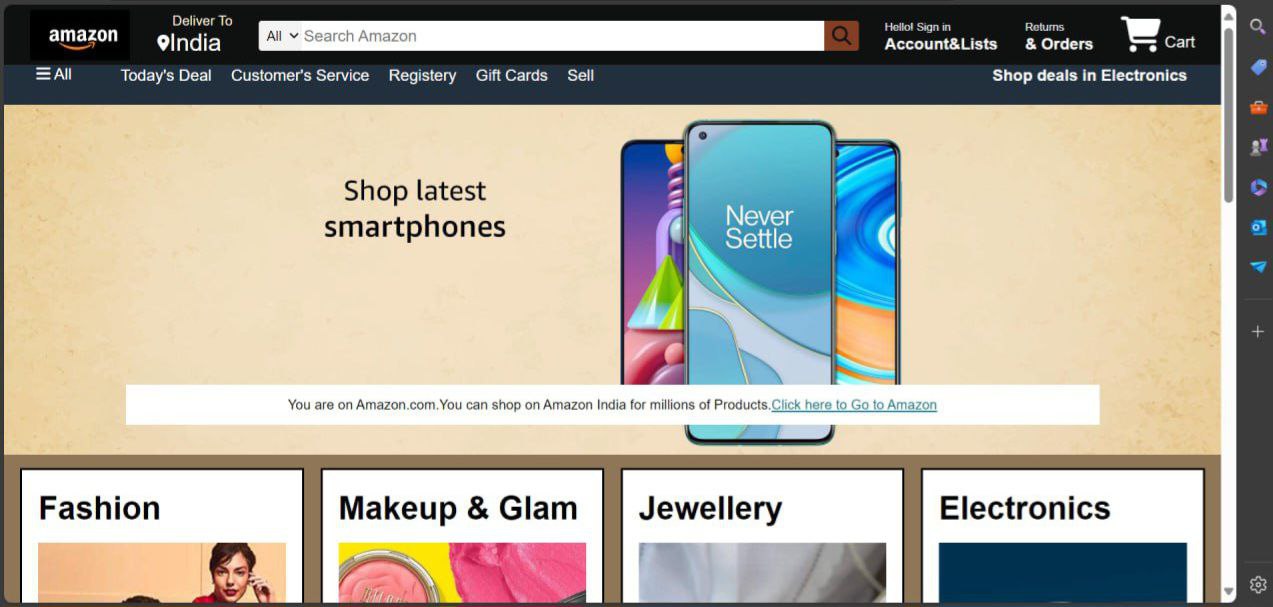 amazon
Deliver To
India
All
Search Amazon
Hello! Sign in
Account&Lists
Returns
& Orders
Cart
All
Today's Deal
Customer's Service
Registery
Gift Cards
Sell
Shop deals in Electronics
Shop latest
smartphones
Never
Settle
You are on Amazon.com.You can shop on Amazon India for millions of Products.Click here to Go to Amazon
Fashion
Makeup & Glam
Jewellery
Electronics